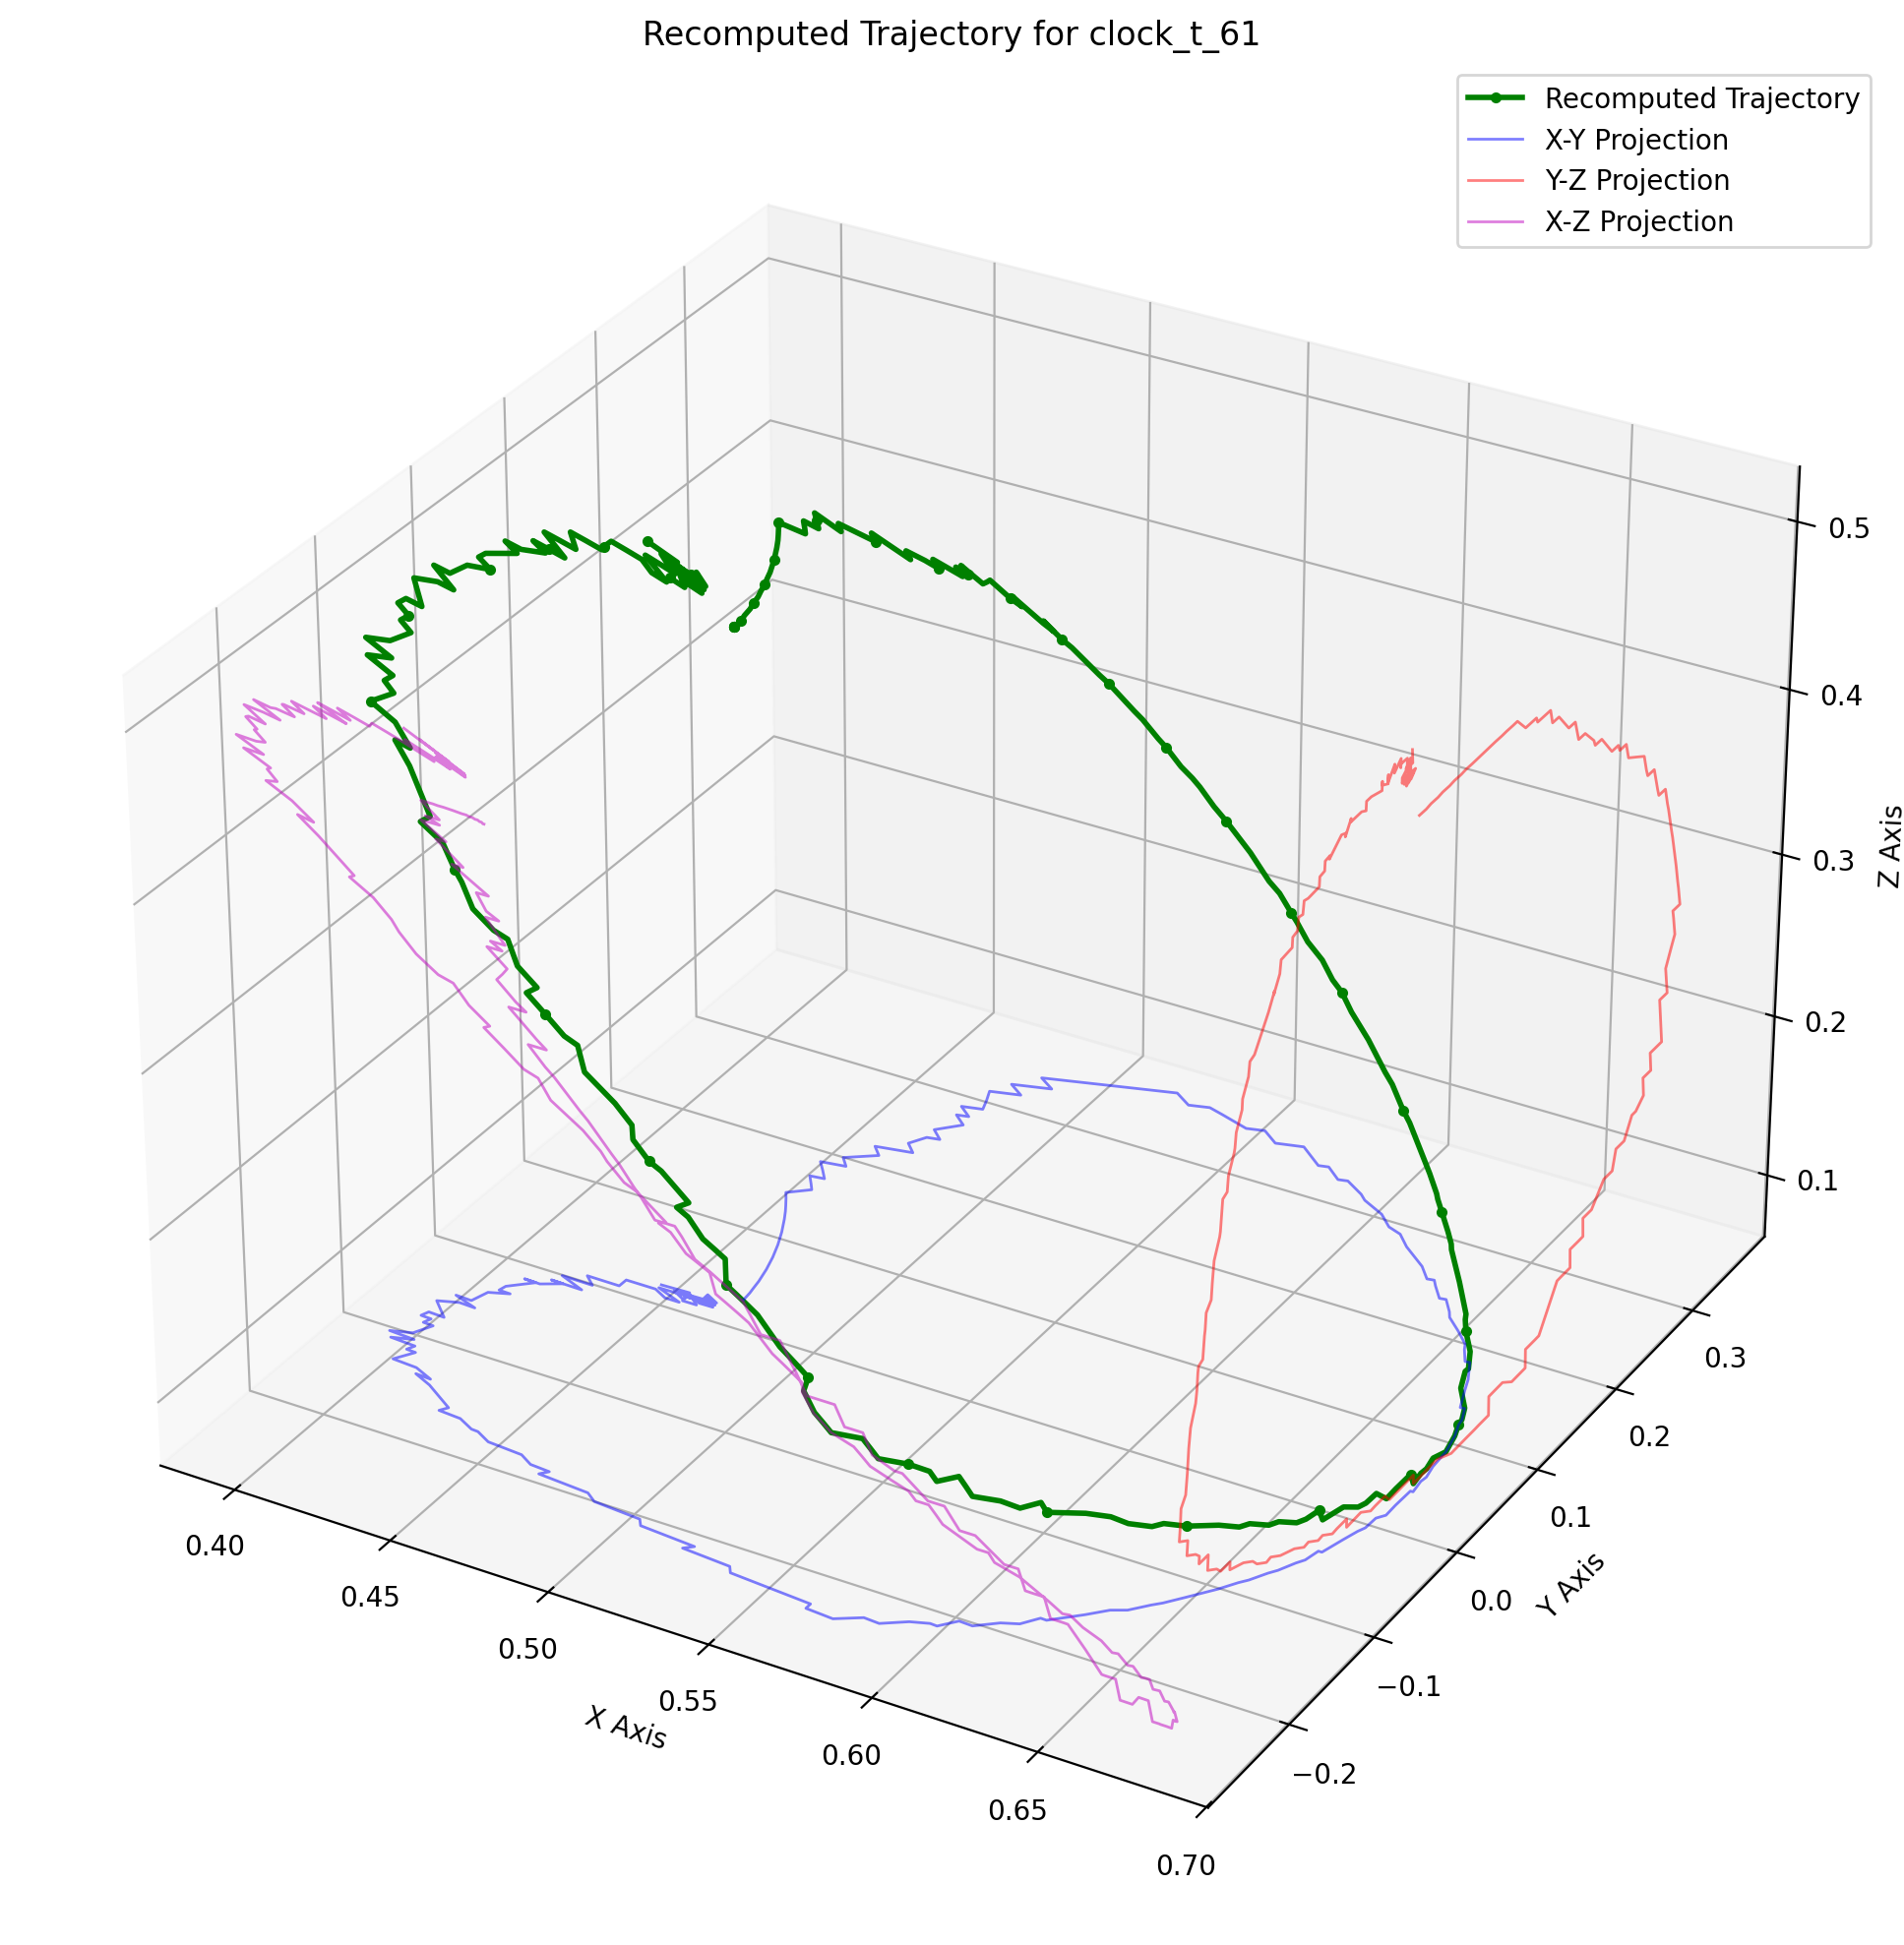 Recomputed Trajectory for clock_t_61
Recomputed Trajectory
X-Y Projection
Y-Z Projection
X-Z Projection
0.5
0.4
0.3
0.2
0.1
Z Axis
0.3
0.2
0.1
0.0
−0.1
−0.2
Y Axis
0.40
0.45
0.50
0.55
0.60
0.65
0.70
X Axis